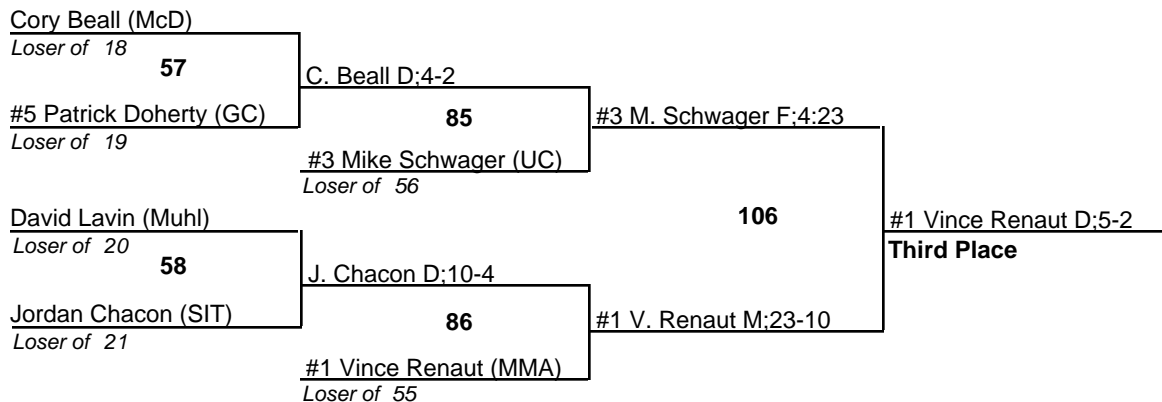 Cory Beall (McD)
Loser of 18
57
C. Beall D;4-2
#5 Patrick Doherty (GC)
Loser of 19
85
#3 M. Schwager F;4:23
#3 Mike Schwager (UC)
Loser of 56
David Lavin (Muhl)
Loser of 20
106
#1 Vince Renaut D;5-2
Third Place
58
J. Chacon D;10-4
Jordan Chacon (SIT)
Loser of 21
86
#1 V. Renaut M;23-10
#1 Vince Renaut (MMA)
Loser of 55